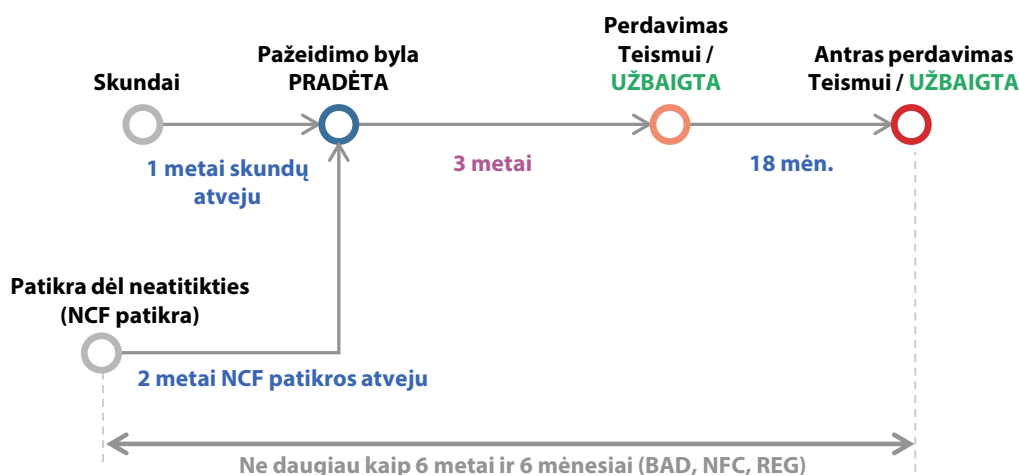 Skundai
Pažeidimo byla
PRADĖTA
Perdavimas
Teismui /
UŽBAIGTA
Antras perdavimas
Teismui / UŽBAIGTA
1 metai skundų
atveju
3 metai
18 mėn.
Patikra dėl neatitikties
(NCF patikra)
2 metai NCF patikros atveju
Ne daugiau kaip 6 metai ir 6 mėnesiai (BAD, NFC, REG)